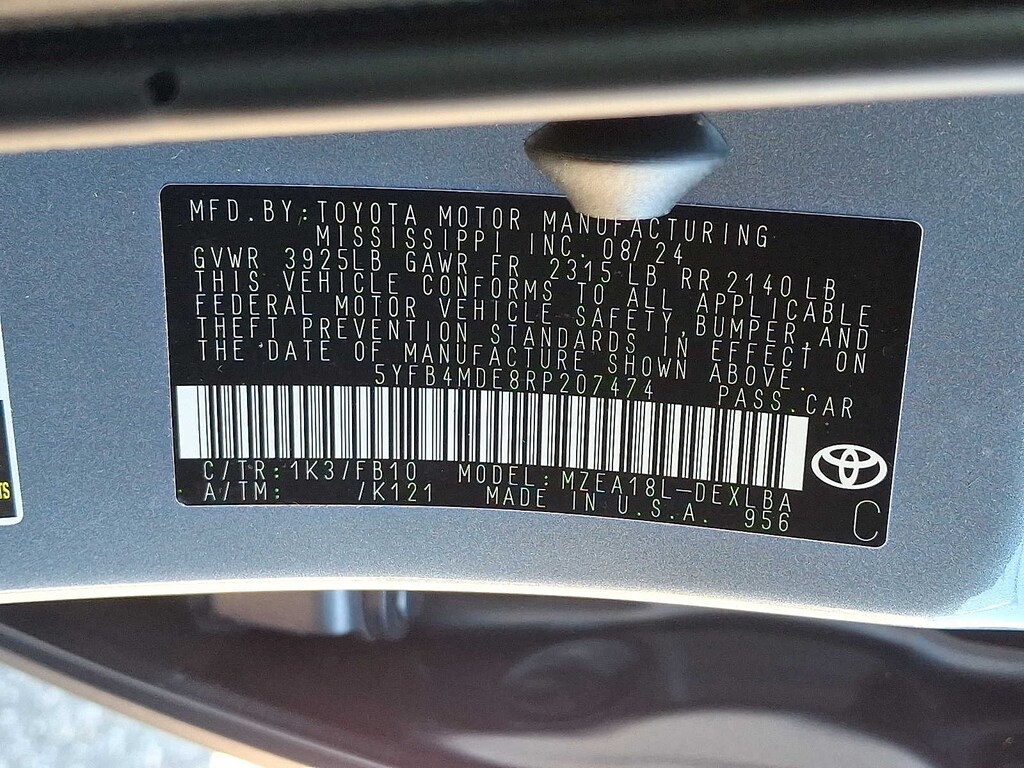 MFD. BY: TOYOTA MOTOR MANUFACTURING
MISSISSIPPI INC. 08/24
GVWR 3925LB GAWR FR 2315 LB RR 2140 LB
THIS VEHICLE CONFORMS TO ALL APPLICABLE
FEDERAL MOTOR VEHICLE SAFETY, BUMPER, AND
THEFT PREVENTION STANDARDS IN EFFECT ON
THE DATE OF MANUFACTURE SHOWN ABOVE.
5YFB4MDE8RP207474 PASS. CAR
C/TR: 1K3/FB10 MODEL: MZEA18L-DEXLBA
A/TM: /K121 MADE IN U.S.A. 956
C
TS